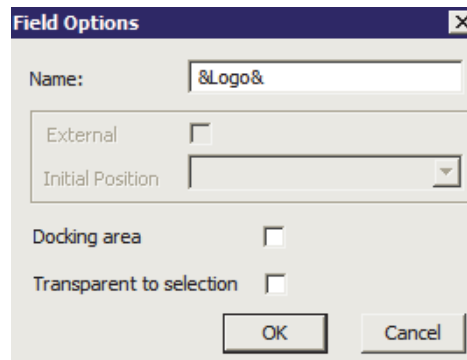 Field Options
Name: &Logo&
External
Initial Position
Docking area
Transparent to selection
OK Cancel